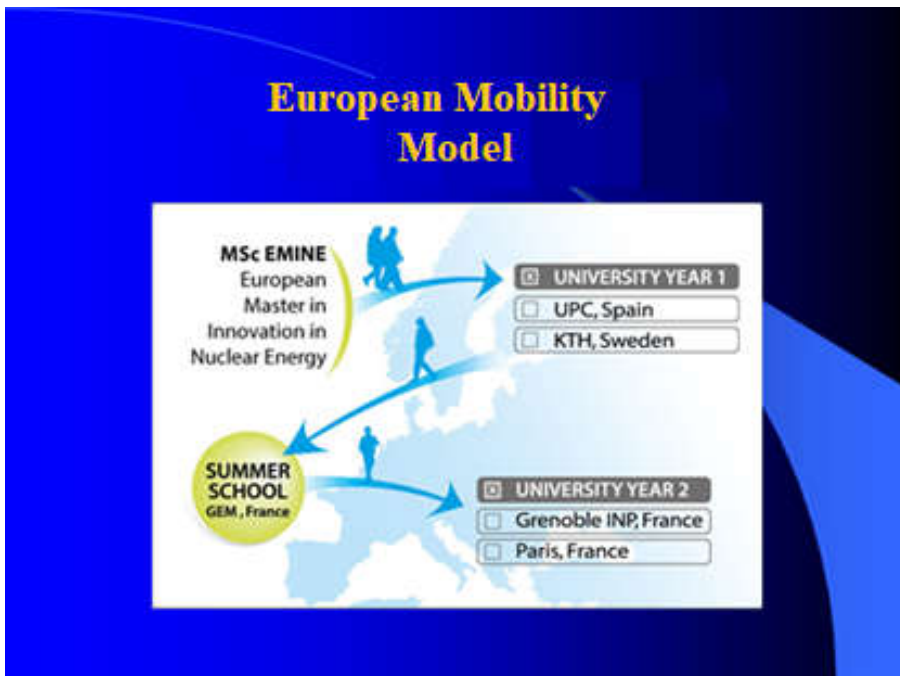 European Mobility
Model
MSc EMINE
European
Master in
Innovation in
Nuclear Energy
UNIVERSITY YEAR 1
UPC, Spain
KTH, Sweden
SUMMER
SCHOOL
GEM, France
UNIVERSITY YEAR 2
Grenoble INP, France
Paris, France